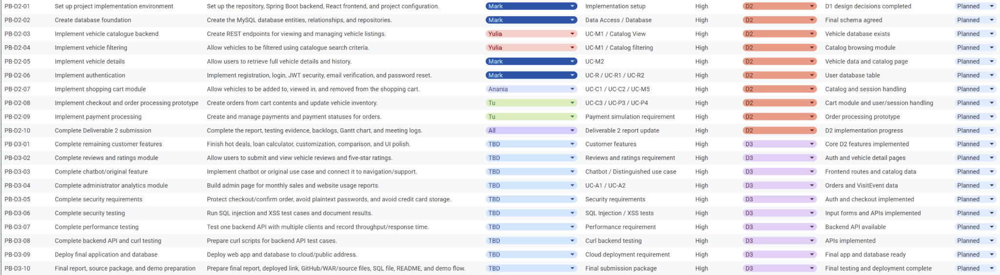 PB-D2-01 Set up project implementation environment Set up the repository, Spring Boot backend, React frontend, and project configuration. Mark Implementation setup High D2 D1 design decisions completed Planned
PB-D2-02 Create database foundation Create the MySQL database entities, relationships, and repositories. Mark Data Access / Database High D2 Final schema agreed Planned
PB-D2-03 Implement vehicle catalogue backend Create REST endpoints for viewing and managing vehicle listings. Yulia UC-M1 / Catalog View High D2 Vehicle database exists Planned
PB-D2-04 Implement vehicle filtering Allow vehicles to be filtered using catalogue search criteria. Yulia UC-M1 / Catalog filtering High D2 Catalog browsing module Planned
PB-D2-05 Implement vehicle details Allow users to retrieve full vehicle details and history. Mark UC-M2 High D2 Vehicle data and catalog page Planned
PB-D2-06 Implement authentication Implement registration, login, JWT security, email verification, and password reset. Mark UC-R / UC-R1 / UC-R2 High D2 User database table Planned
PB-D2-07 Implement shopping cart module Allow vehicles to be added to, viewed in, and removed from the shopping cart. Anania UC-C1 / UC-C2 / UC-M5 High D2 Catalog and session handling Planned
PB-D2-08 Implement checkout and order processing prototype Create orders from cart contents and update vehicle inventory. Tu UC-C3 / UC-P3 / UC-P4 High D2 Cart module and user/session handling Planned
PB-D2-09 Implement payment processing Create and manage payments and payment statuses for orders. Tu Payment simulation requirement High D2 Order processing prototype Planned
PB-D2-10 Complete Deliverable 2 submission Complete the report, testing evidence, backlogs, Gantt chart, and meeting logs. All Deliverable 2 report update High D2 D2 implementation progress Planned
PB-D3-01 Complete remaining customer features Finish hot deals, loan calculator, customization, comparison, and UI polish. TBD Customer features High D3 Core D2 features implemented Planned
PB-D3-02 Complete reviews and ratings module Allow users to submit and view vehicle reviews and five-star ratings. TBD Reviews and ratings requirement High D3 Auth and vehicle detail pages Planned
PB-D3-03 Complete chatbot/original feature Implement chatbot or original use case and connect it to navigation/support. TBD Chatbot / Distinguished use case High D3 Frontend routes and catalog data Planned
PB-D3-04 Complete administrator analytics module Build admin page for monthly sales and website usage reports. TBD UC-A1 / UC-A2 High D3 Orders and VisitEvent data Planned
PB-D3-05 Complete security requirements Protect checkout/confirm order, avoid plaintext passwords, and avoid credit card storage. TBD Security requirements High D3 Auth and checkout implemented Planned
PB-D3-06 Complete security testing Run SQL injection and XSS test cases and document results. TBD SQL Injection / XSS tests High D3 Input forms and APIs implemented Planned
PB-D3-07 Complete performance testing Test one backend API with multiple clients and record throughput/response time. TBD Performance requirement High D3 Backend API available Planned
PB-D3-08 Complete backend API and curl testing Prepare curl scripts for backend API test cases. TBD Curl backend testing High D3 APIs implemented Planned
PB-D3-09 Deploy final application and database Deploy web app and database to cloud/public address. TBD Cloud deployment requirement High D3 Final app and database ready Planned
PB-D3-10 Final report, source package, and demo preparation Prepare final report, deployed link, GitHub/WAR/source files, SQL file, README, and demo flow. TBD Final submission package High D3 Final testing and deployment complete Planned